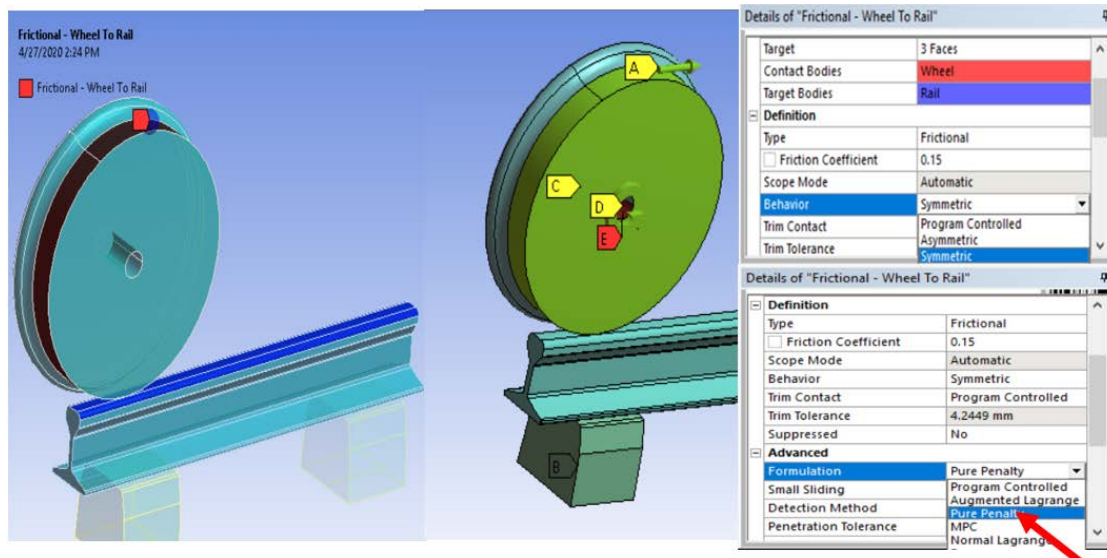 Frictional - Wheel To Rail
4/27/2020 2:24 PM
Frictional - Wheel To Rail
A
C
D
E
B
Details of "Frictional - Wheel To Rail"
Target 3 Faces
Contact Bodies Wheel
Target Bodies Rail
Definition
Type Frictional
Friction Coefficient 0.15
Scope Mode Automatic
Behavior Symmetric
Trim Contact Program Controlled
Asymmetric
Trim Tolerance Symmetric
Details of "Frictional - Wheel To Rail"
Definition
Type Frictional
Friction Coefficient 0.15
Scope Mode Automatic
Behavior Symmetric
Trim Contact Program Controlled
Trim Tolerance 4.2449 mm
Suppressed No
Advanced
Formulation Pure Penalty
Small Sliding Program Controlled
Augmented Lagrange
Detection Method Pure Penalty
Penetration Tolerance MPC
Normal Lagrange